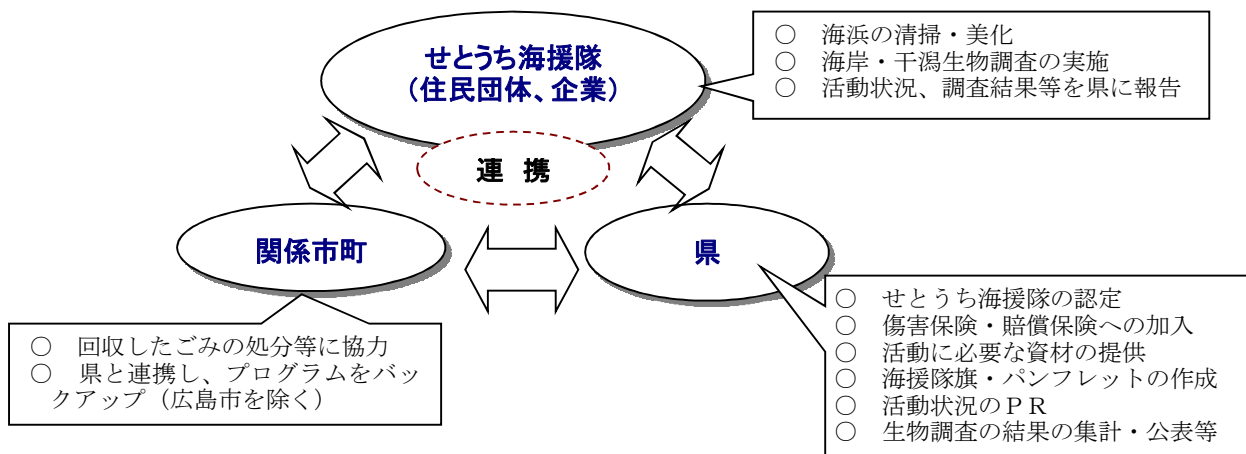 せとうち海援隊
(住民団体、企業)
○　海浜の清掃・美化
○　海岸・干潟生物調査の実施
○　活動状況、調査結果等を県に報告
連 携
関係市町
県
○　回収したごみの処分等に協力
○　県と連携し、プログラムをバッ
クアップ（広島市を除く）
○　せとうち海援隊の認定
○　傷害保険・賠償保険への加入
○　活動に必要な資材の提供
○　海援隊旗・パンフレットの作成
○　活動状況のＰＲ
○　生物調査の結果の集計・公表等